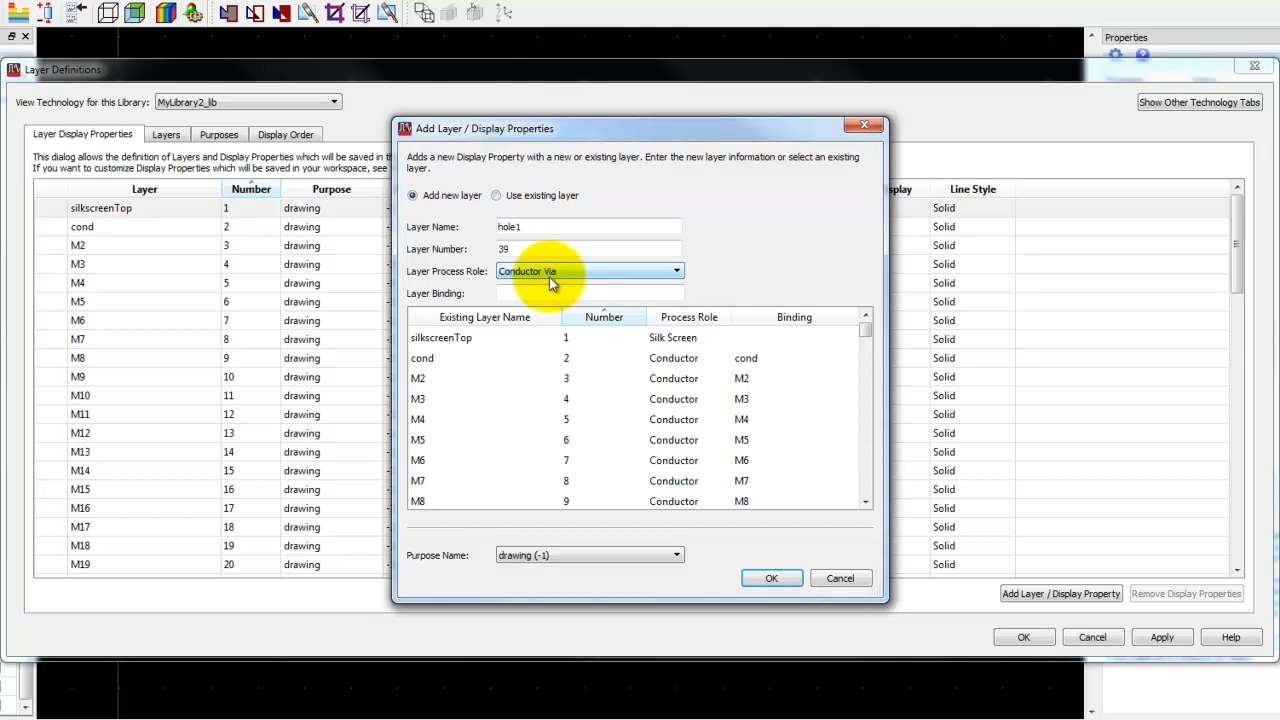 Properties
Layer Definitions
View Technology for this Library: MyLibrary2_lib
Show Other Technology Tabs
Layer Display Properties Layers Purposes Display Order
This dialog allows the definition of Layers and Display Properties which will be saved in
If you want to customize Display Properties which will be saved in your workspace, see
Layer Number Purpose Line Style
silkscreenTop 1 drawing Solid
cond 2 drawing Solid
M2 3 drawing Solid
M3 4 drawing Solid
M4 5 drawing Solid
M5 6 drawing Solid
M6 7 drawing Solid
M7 8 drawing Solid
M8 9 drawing Solid
M9 10 drawing Solid
M10 11 drawing Solid
M11 12 drawing Solid
M12 13 drawing Solid
M13 14 drawing Solid
M14 15 drawing Solid
M15 16 drawing Solid
M16 17 drawing Solid
M17 18 drawing Solid
M18 19 drawing Solid
M19 20 drawing Solid
Add Layer / Display Property Remove Display Properties
OK Cancel Apply Help
Add Layer / Display Properties
Adds a new Display Property with a new or existing layer. Enter the new layer information or select an existing
layer.
Add new layer Use existing layer
Layer Name: hole1
Layer Number: 39
Layer Process Role: Conductor Via
Layer Binding:
Existing Layer Name Number Process Role Binding
silkscreenTop 1 Silk Screen
cond 2 Conductor cond
M2 3 Conductor M2
M3 4 Conductor M3
M4 5 Conductor M4
M5 6 Conductor M5
M6 7 Conductor M6
M7 8 Conductor M7
M8 9 Conductor M8
Purpose Name: drawing (-1)
OK Cancel